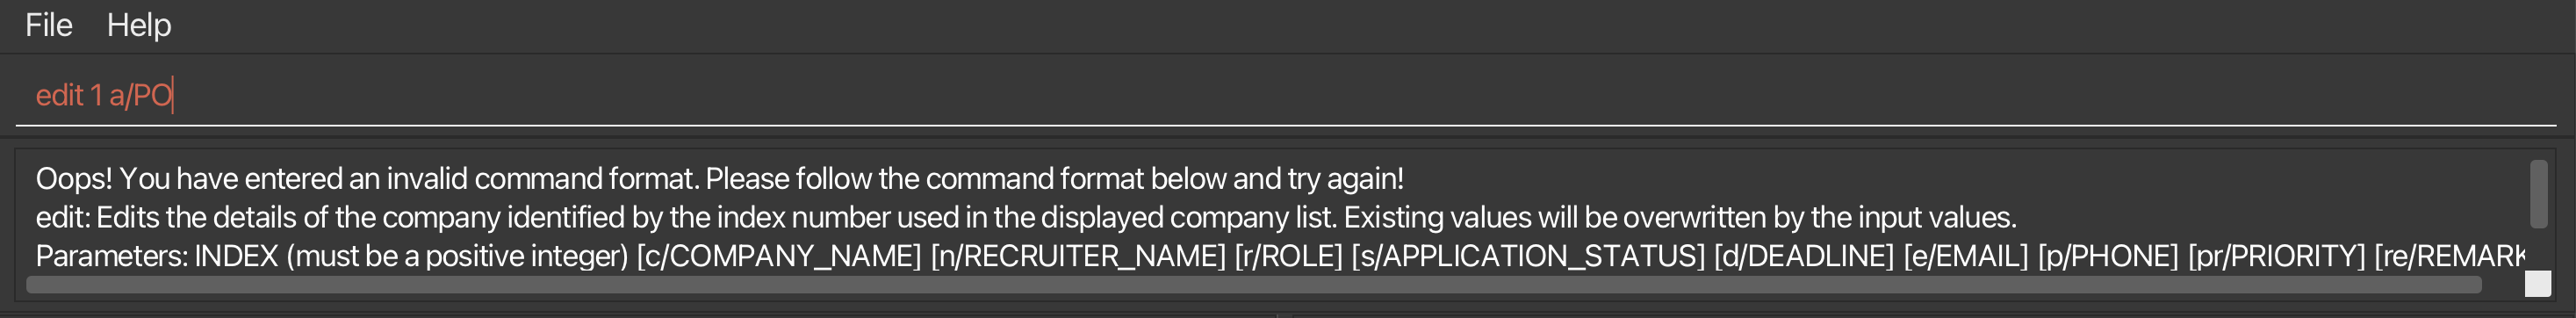 File Help
edit 1 a/PO
Oops! You have entered an invalid command format. Please follow the command format below and try again!
edit: Edits the details of the company identified by the index number used in the displayed company list. Existing values will be overwritten by the input values.
Parameters: INDEX (must be a positive integer) [c/COMPANY_NAME] [n/RECRUITER_NAME] [r/ROLE] [s/APPLICATION_STATUS] [d/DEADLINE] [e/EMAIL] [p/PHONE] [pr/PRIORITY] [re/REMARK